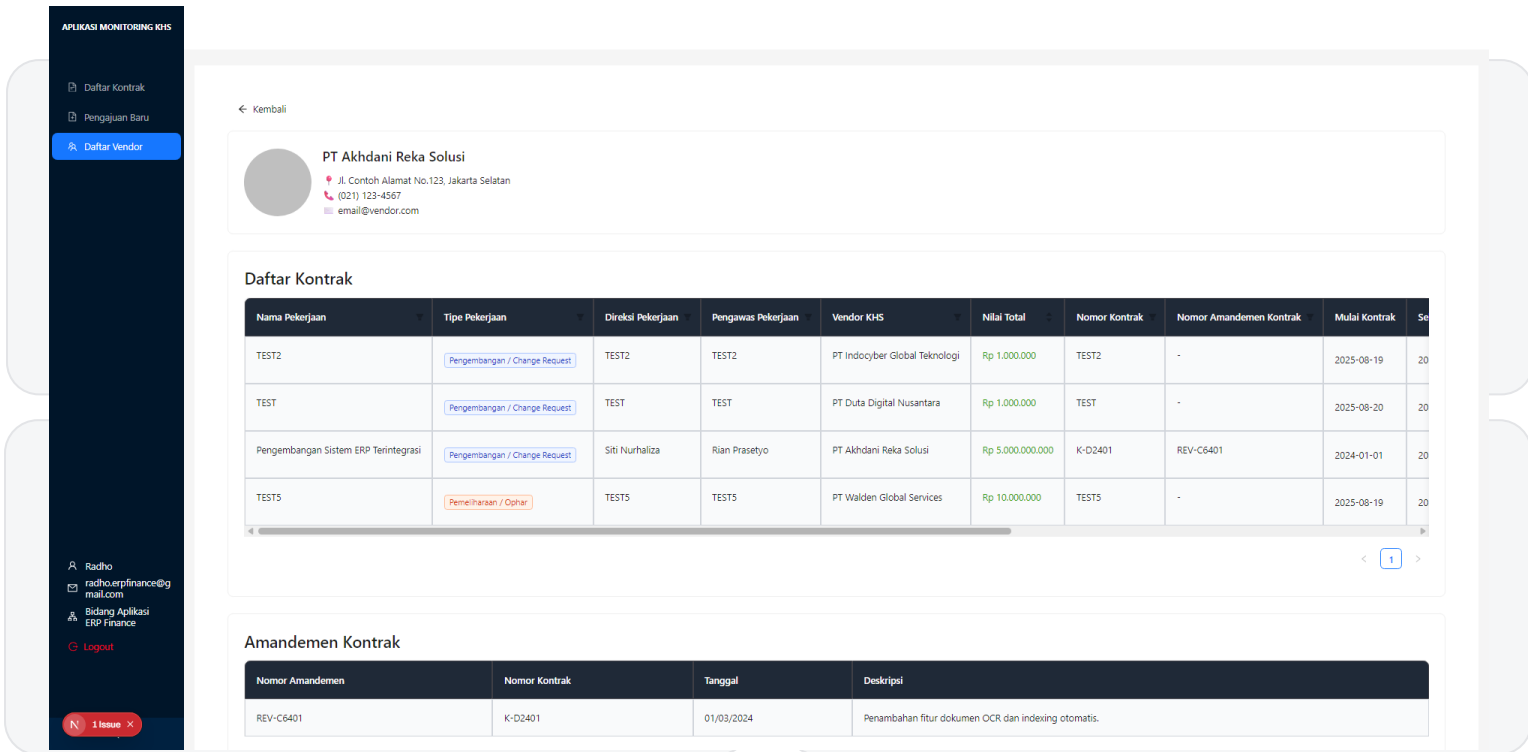 APLIKASI MONITORING KHS
Daftar Kontrak
Pengajuan Baru
Daftar Vendor
Radho
radho.erpfinance@g
mail.com
Bidang Aplikasi
ERP Finance
Logout
N 1 Issue ×
← Kembali
PT Akhdani Reka Solusi
Jl. Contoh Alamat No.123, Jakarta Selatan
(021) 123-4567
email@vendor.com
Daftar Kontrak
Nama Pekerjaan Tipe Pekerjaan Direksi Pekerjaan Pengawas Pekerjaan Vendor KHS Nilai Total Nomor Kontrak Nomor Amandemen Kontrak Mulai Kontrak Se
TEST2 Pengembangan / Change Request TEST2 TEST2 PT Indocyber Global Teknologi Rp 1.000.000 TEST2 - 2025-08-19 20
TEST Pengembangan / Change Request TEST TEST PT Duta Digital Nusantara Rp 1.000.000 TEST - 2025-08-20 20
Pengembangan Sistem ERP Terintegrasi Pengembangan / Change Request Siti Nurhaliza Rian Prasetyo PT Akhdani Reka Solusi Rp 5.000.000.000 K-D2401 REV-C6401 2024-01-01 20
TEST5 Pemeliharaan / Ophar TEST5 TEST5 PT Walden Global Services Rp 10.000.000 TEST5 - 2025-08-19 20
< 1 >
Amandemen Kontrak
Nomor Amandemen Nomor Kontrak Tanggal Deskripsi
REV-C6401 K-D2401 01/03/2024 Penambahan fitur dokumen OCR dan indexing otomatis.